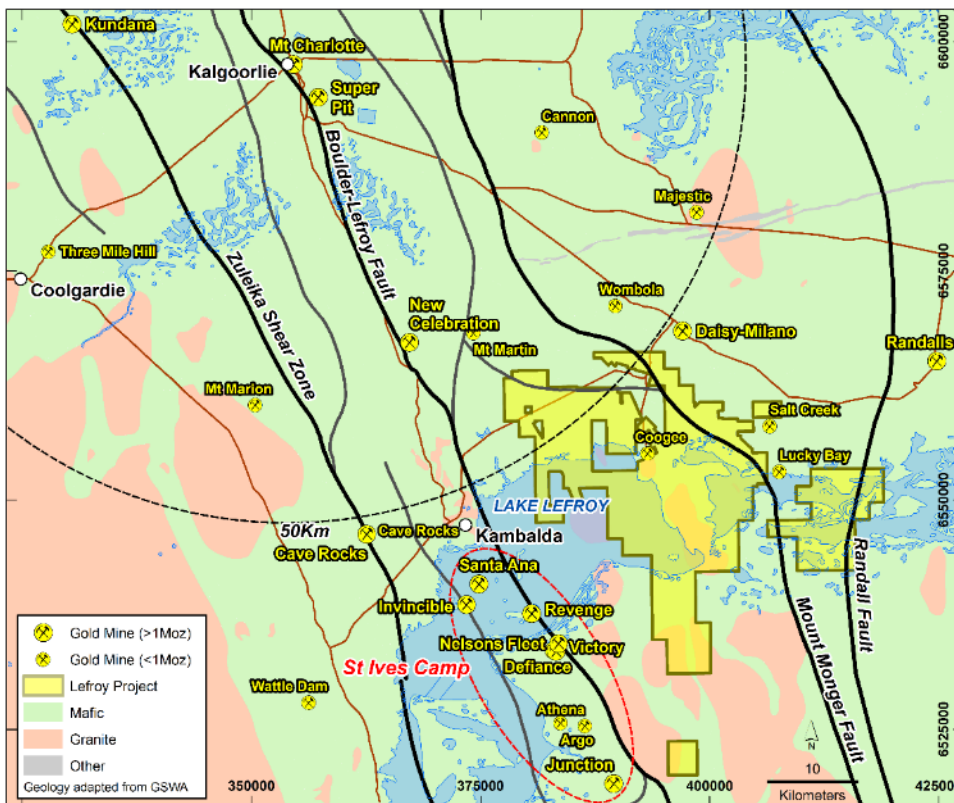 Kundana
Mt Charlotte
Kalgoorlie
Super
Pit
Cannon
Boulder-Lefroy Fault
Majestic
6600000
Three Mile Hill
Coolgardie
Zuleika Shear Zone
6575000
Wombola
New
Celebration
Mt Martin
Daisy-Milano
Randalls
Mt Marion
Salt Creek
Coogee
Lucky Bay
LAKE LEFROY
6550000
50Km
Cave Rocks
Cave Rocks
Kambalda
Santa Ana
Invincible
Revenge
Nelsons Fleet
Victory
Defiance
St Ives Camp
Randall Fault
Mount Monger Fault
Wattle Dam
Athena
Argo
Junction
6525000
Gold Mine (>1Moz)
Gold Mine (<1Moz)
Lefroy Project
Mafic
Granite
Other
Geology adapted from GSWA
N
10
Kilometers
350000
375000
400000
425000